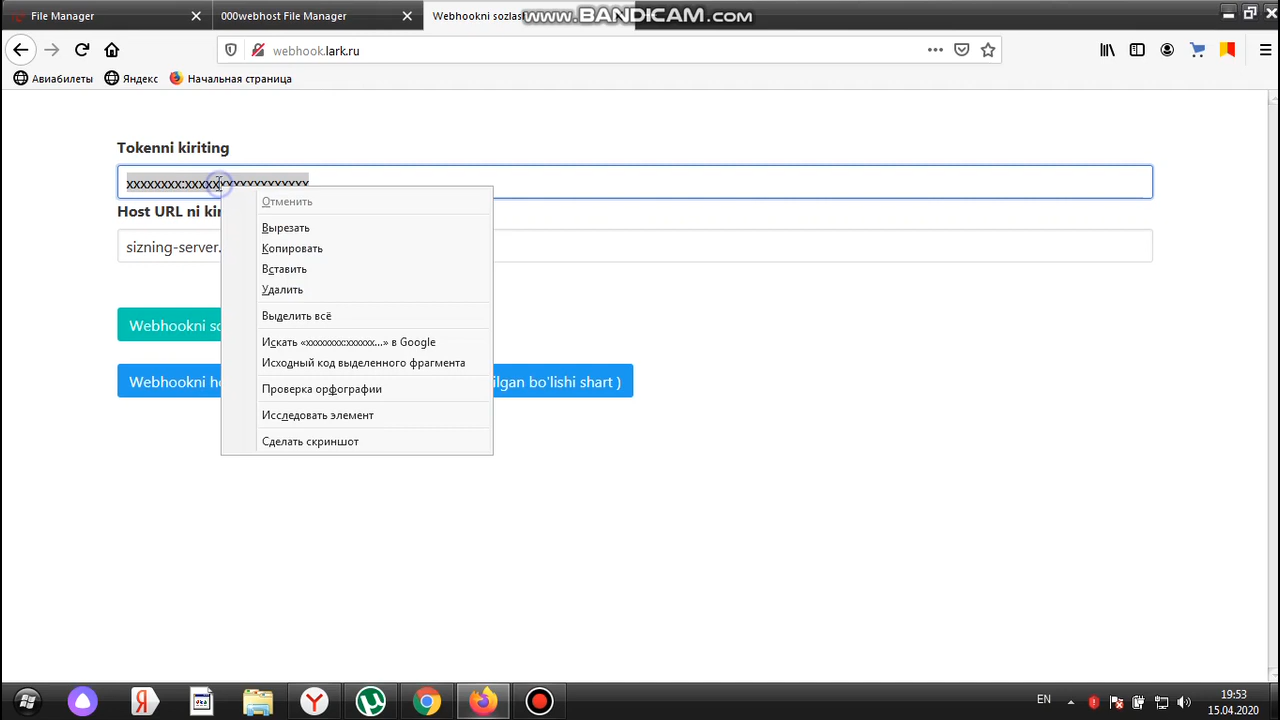 File Manager
000webhost File Manager
Webhookni sozlas
www.BANDICAM.com
webhook.lark.ru
Авиабилеты
Яндекс
Начальная страница
Tokenni kiriting
xxxxxxxx:xxxxxxxxxxxxxxxxxx
Host URL ni kir
sizning-server.
Отменить
Вырезать
Копировать
Вставить
Удалить
Выделить всё
Искать «xxxxxxxx:xxxxxx...» в Google
Исходный код выделенного фрагмента
Проверка орфографии
Исследовать элемент
Сделать скриншот
Webhookni so
Webhookni h
ilgan bo'lishi shart )
EN
19:53
15.04.2020